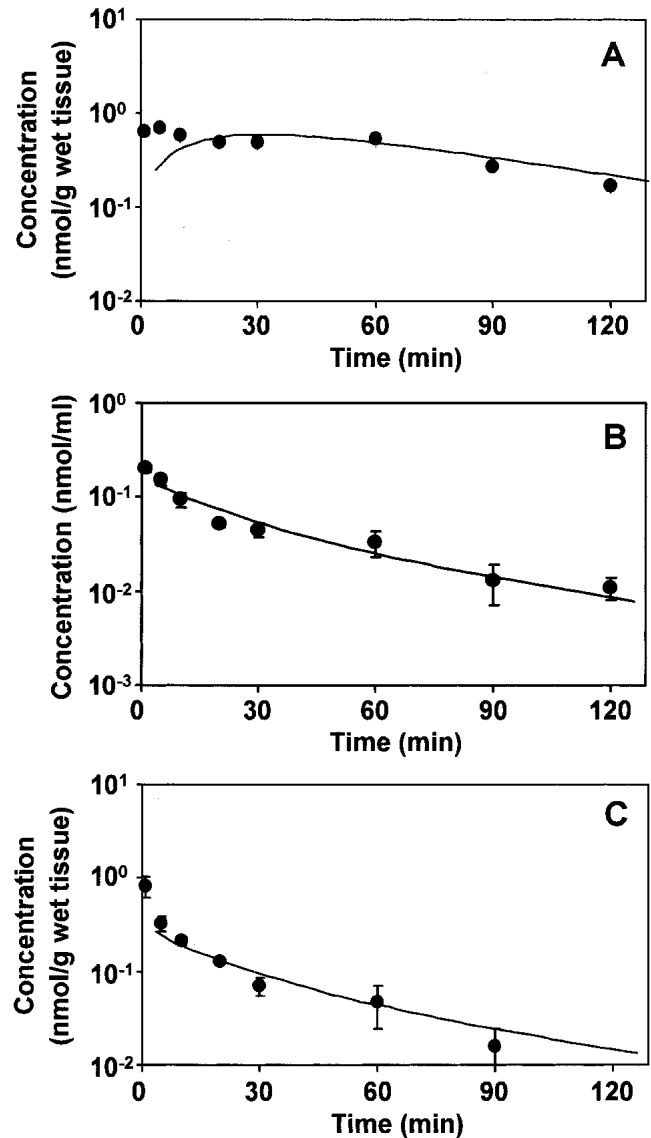 A
Concentration
(nmol/g wet tissue)
10¹
10⁰
10⁻¹
10⁻²
0 30 60 90 120
Time (min)
B
Concentration (nmol/ml)
10⁰
10⁻¹
10⁻²
10⁻³
0 30 60 90 120
Time (min)
C
Concentration
(nmol/g wet tissue)
10¹
10⁰
10⁻¹
10⁻²
0 30 60 90 120
Time (min)